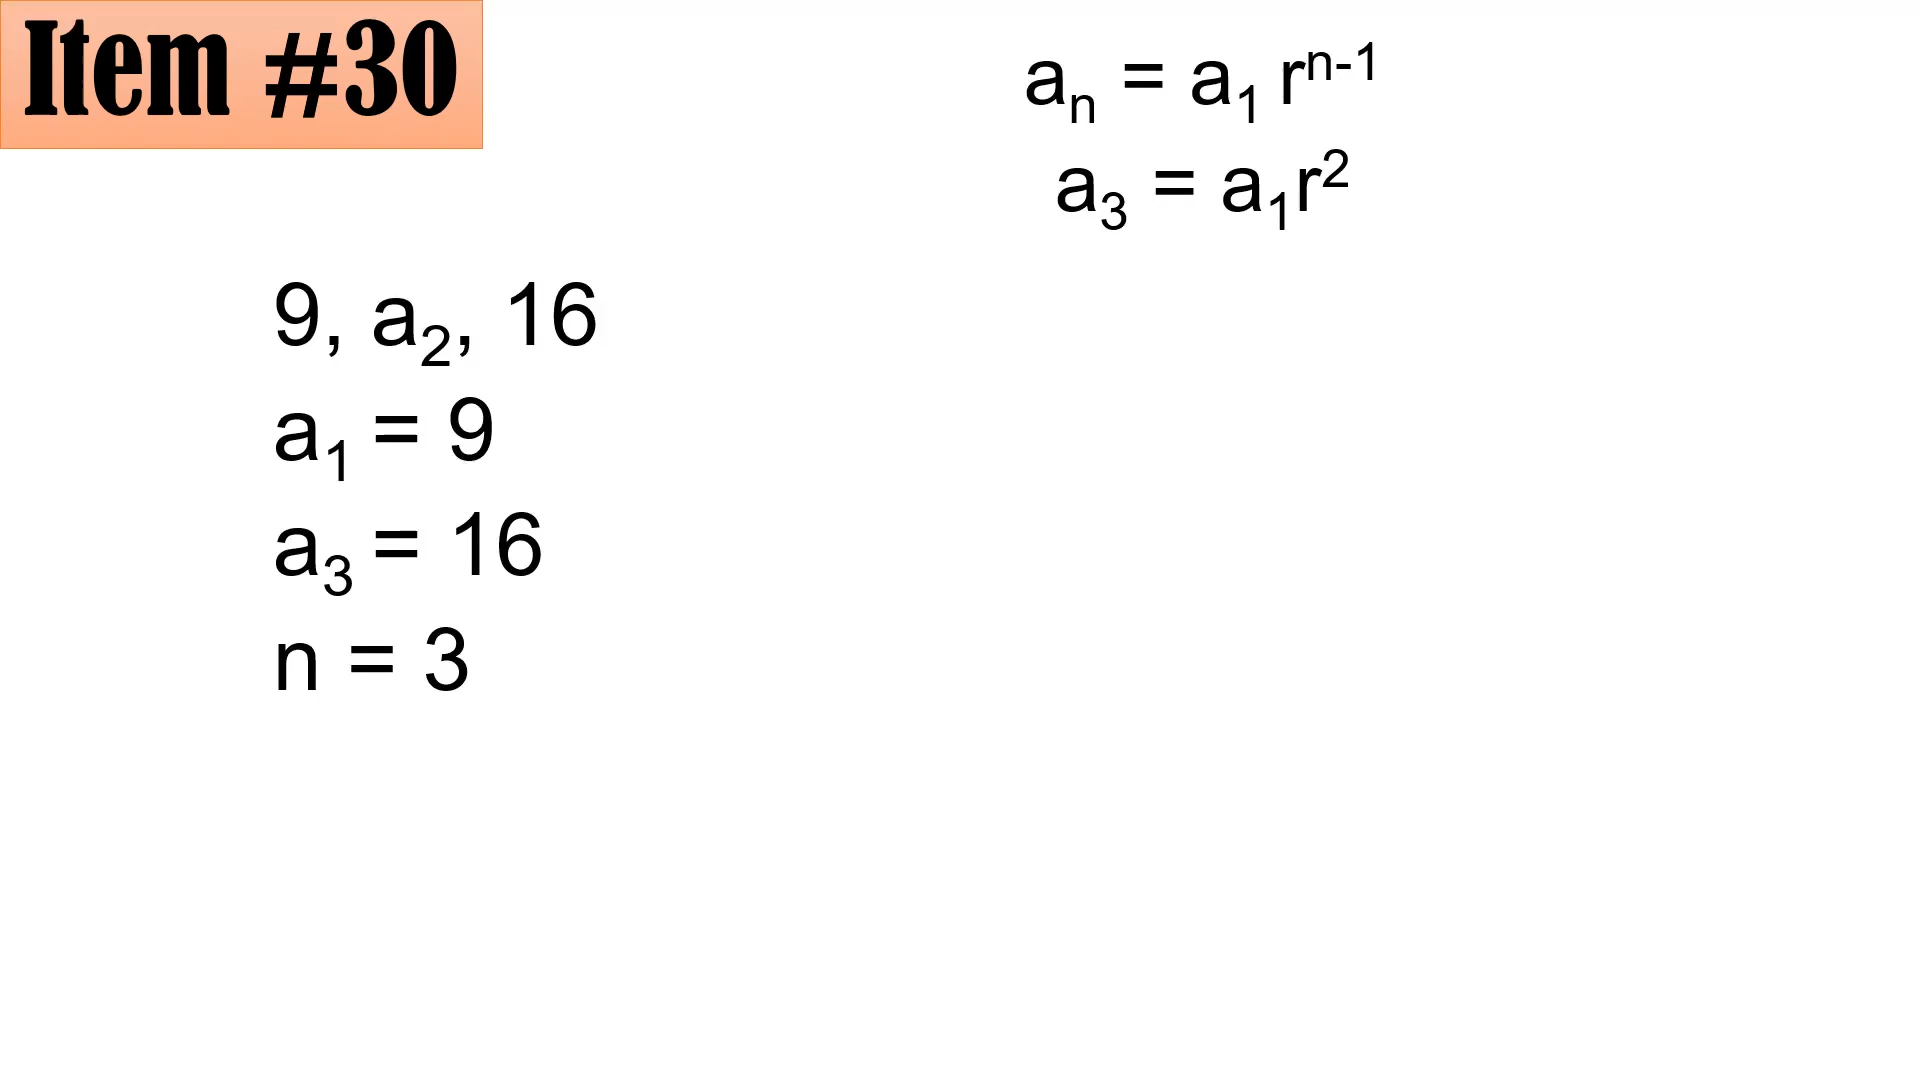 Item #30
aₙ = a₁ rⁿ⁻¹
a₃ = a₁r²
9, a₂, 16
a₁ = 9
a₃ = 16
n = 3